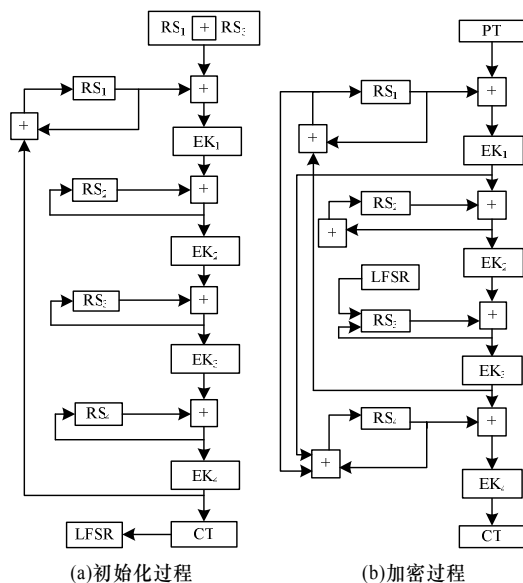 RS₁ + RS₃
RS₁
+
+
EK₁
RS₂
+
EK₂
RS₃
+
EK₃
RS₄
+
EK₄
LFSR
CT
(a)初始化过程
PT
RS₁
+
+
EK₁
RS₂
+
+
EK₂
LFSR
RS₃
+
EK₃
RS₄
+
+
EK₄
CT
(b)加密过程